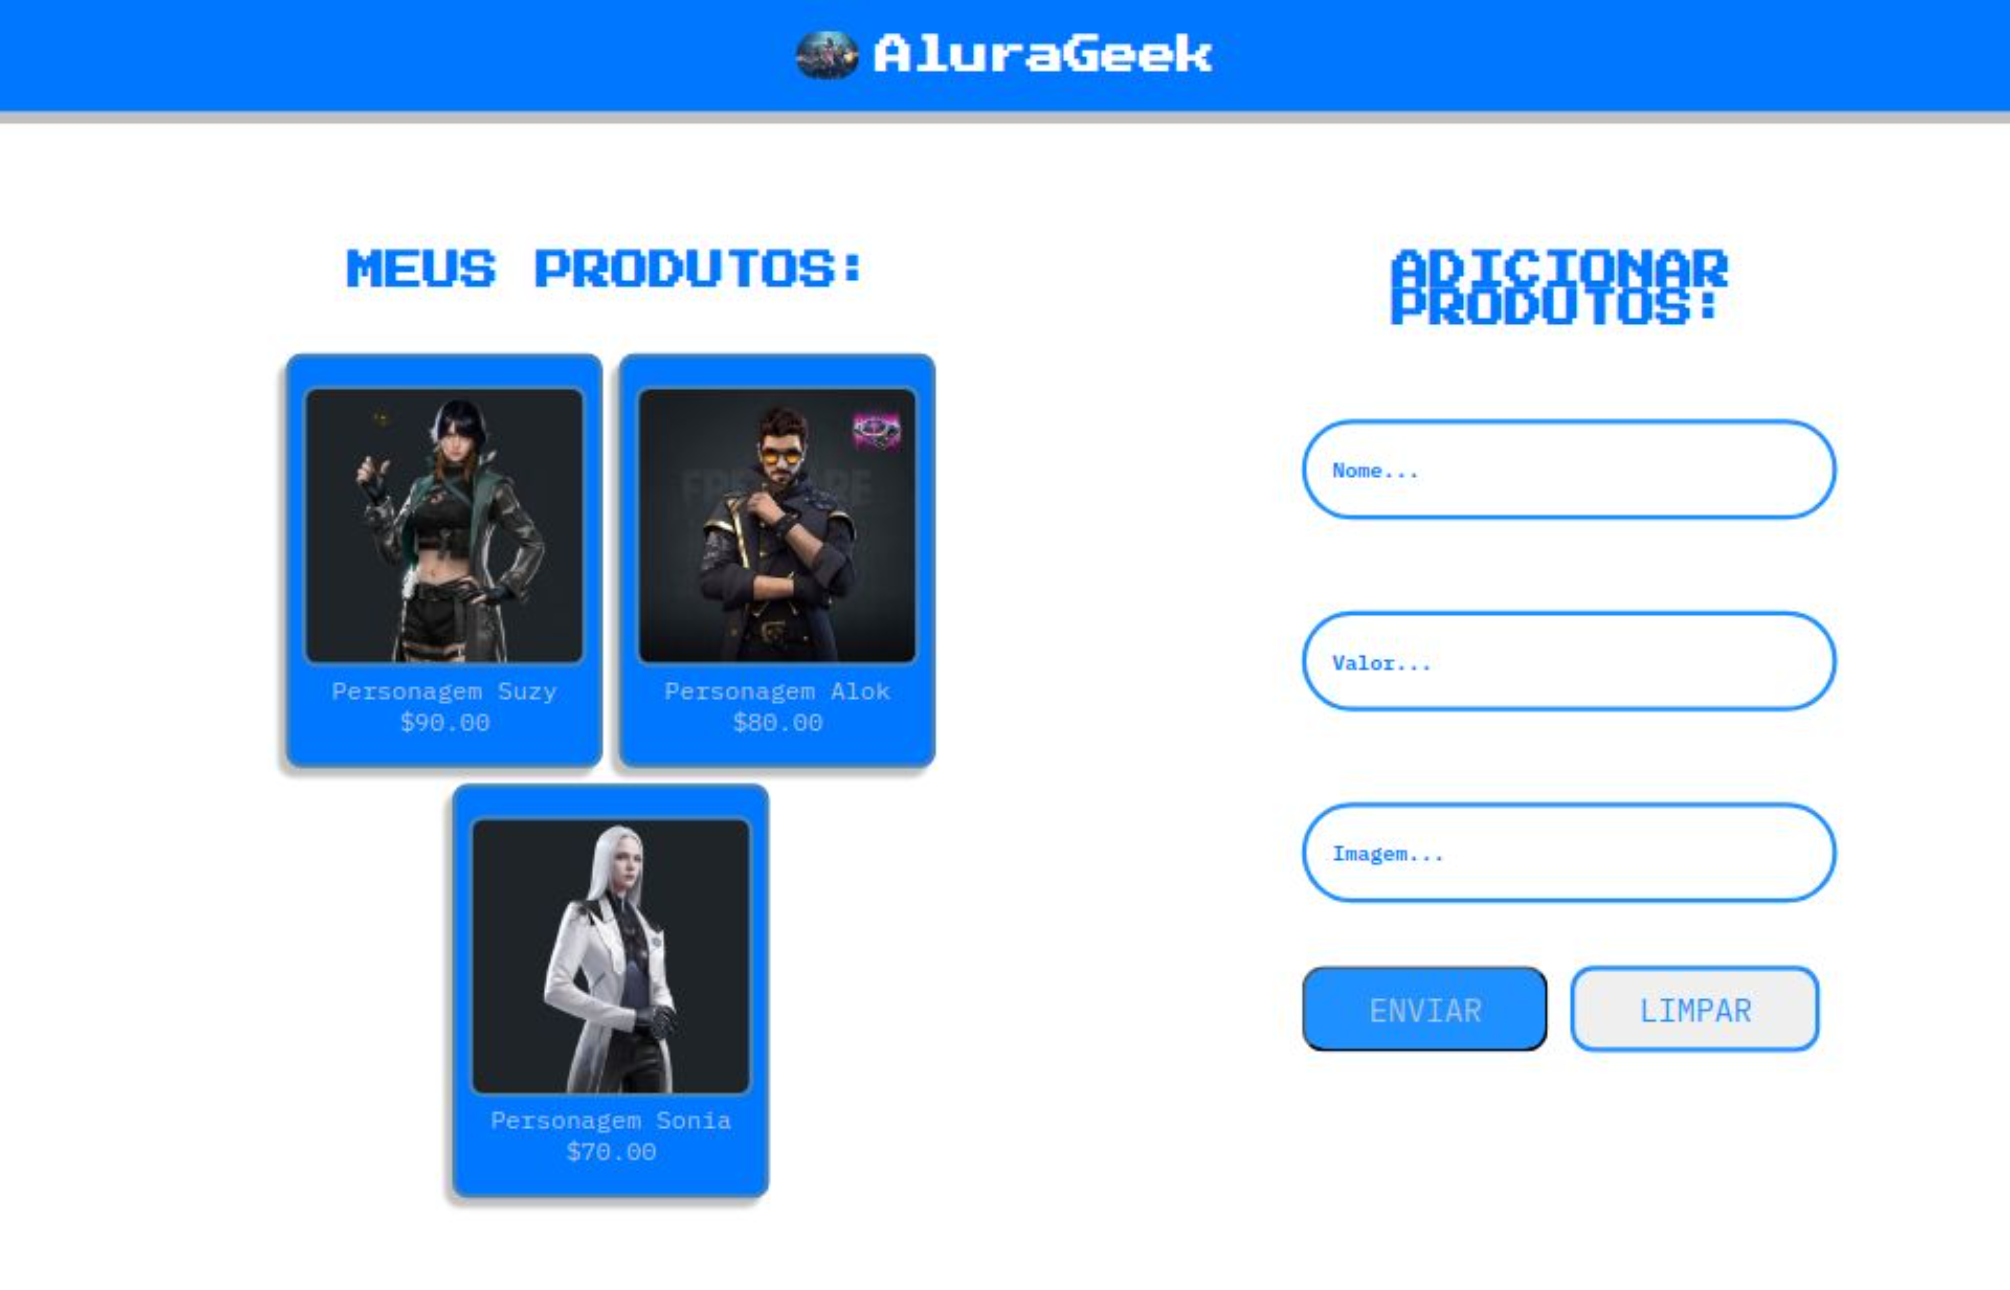 AluraGeek
MEUS PRODUTOS:
Personagem Suzy
$90.00
Personagem Alok
$80.00
Personagem Sonia
$70.00
ADICIONAR
PRODUTOS:
Nome...
Valor...
Imagem...
ENVIAR
LIMPAR